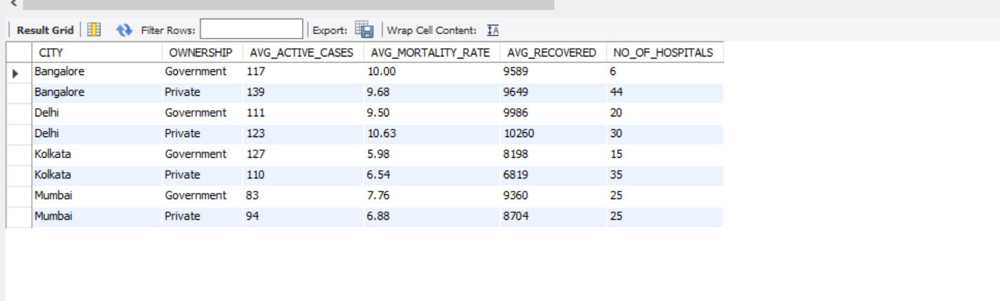 Result Grid Filter Rows: Export: Wrap Cell Content: IA
CITY OWNERSHIP AVG_ACTIVE_CASES AVG_MORTALITY_RATE AVG_RECOVERED NO_OF_HOSPITALS
Bangalore Government 117 10.00 9589 6
Bangalore Private 139 9.68 9649 44
Delhi Government 111 9.50 9986 20
Delhi Private 123 10.63 10260 30
Kolkata Government 127 5.98 8198 15
Kolkata Private 110 6.54 6819 35
Mumbai Government 83 7.76 9360 25
Mumbai Private 94 6.88 8704 25